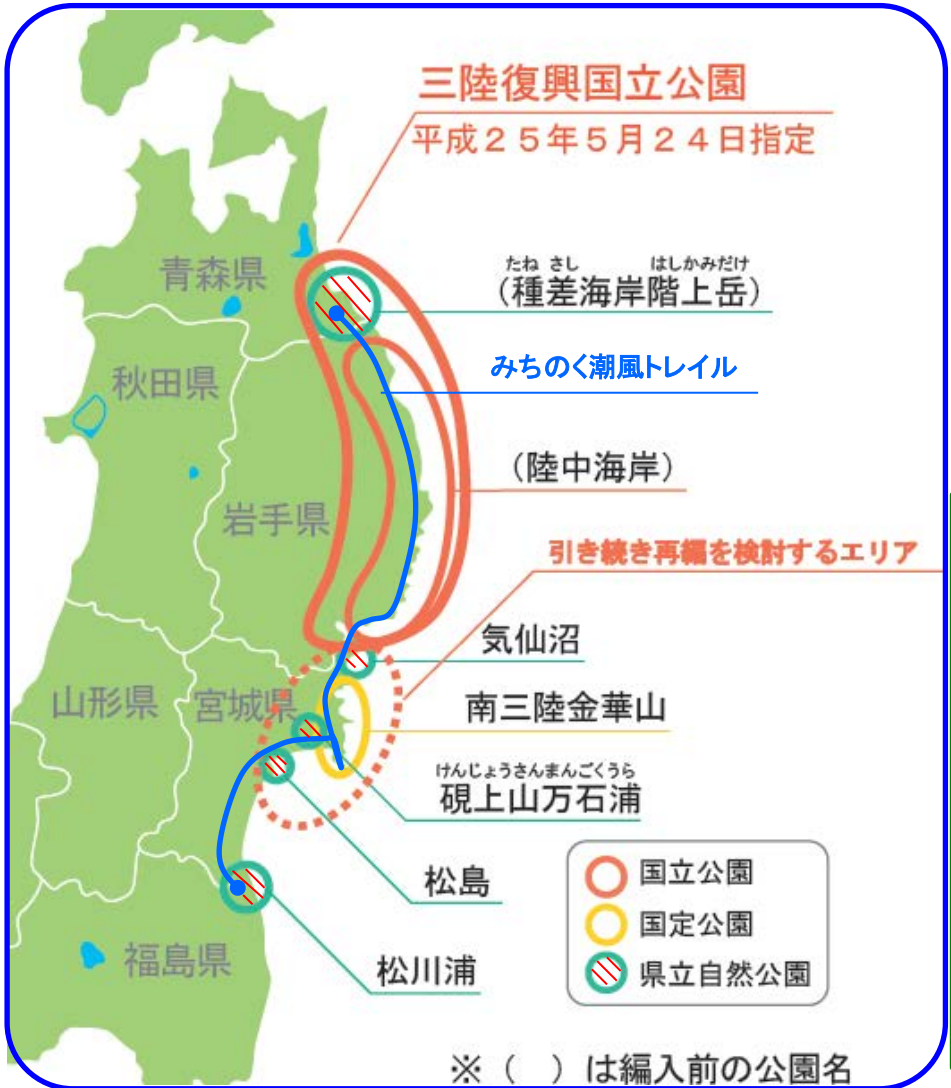 三陸復興国立公園
平成２５年５月２４日指定
青森県
たね さし　はしかみだけ
（種差海岸階上岳）
みちのく潮風トレイル
秋田県
（陸中海岸）
岩手県
引き続き再編を検討するエリア
気仙沼
山形県
宮城県
南三陸金華山
けんじょうさんまんごくうら
硯上山万石浦
松島
国立公園
国定公園
福島県
松川浦
県立自然公園
※（　）は編入前の公園名